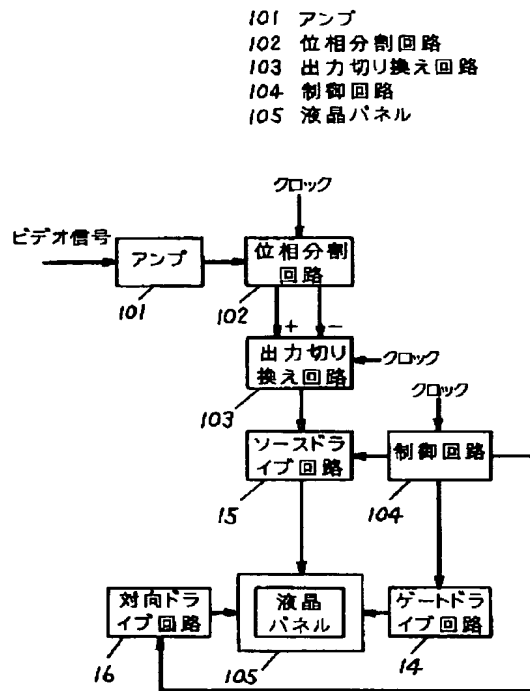 101 アンプ
102 位相分割回路
103 出力切り換え回路
104 制御回路
105 液晶パネル
クロック
ビデオ信号
アンプ
101
位相分割
回路
102
+ −
出力切り
換え回路
103
クロック
クロック
ソースドラ
イブ回路
15
制御回路
104
対向ドラ
イブ回路
16
液晶
パネル
105
ゲートドラ
イブ回路
14